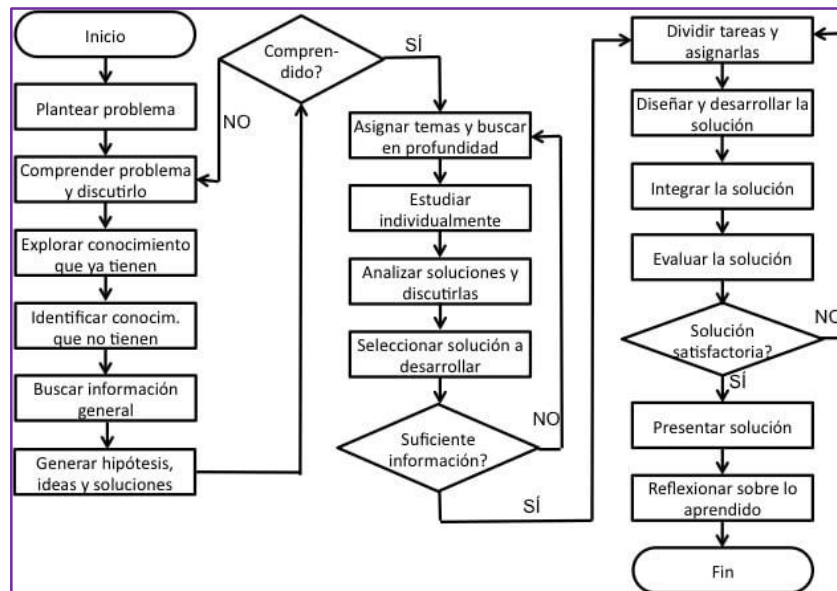 Inicio
Plantear problema
Comprender problema
y discutirlo
Explorar conocimiento
que ya tienen
Identificar conocim.
que no tienen
Buscar información
general
Generar hipótesis,
ideas y soluciones
Compren-
dido?
NO
SÍ
Asignar temas y buscar
en profundidad
Estudiar
individualmente
Analizar soluciones y
discutirlas
Seleccionar solución a
desarrollar
Suficiente
información?
NO
SÍ
Dividir tareas y
asignarlas
Diseñar y desarrollar la
solución
Integrar la solución
Evaluar la solución
Solución
satisfactoria?
NO
SÍ
Presentar solución
Reflexionar sobre lo
aprendido
Fin